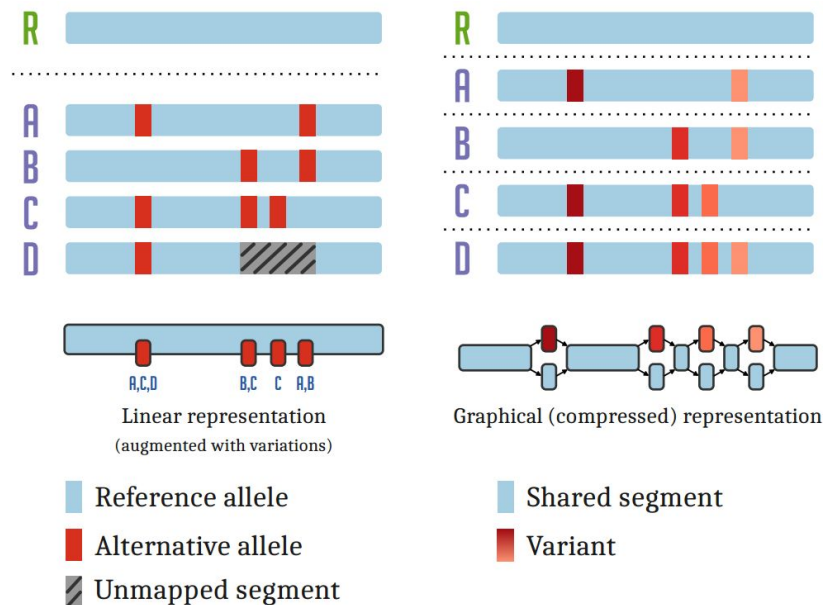 R
A
B
C
D
A,C,D
B,C
C
A,B
Linear representation
(augmented with variations)
Reference allele
Alternative allele
Unmapped segment
R
A
B
C
D
Graphical (compressed) representation
Shared segment
Variant